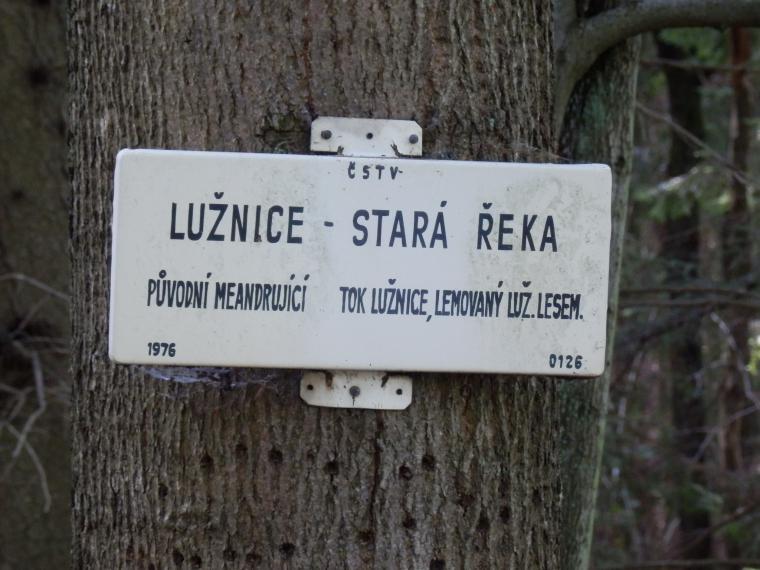 ČSTV
LUŽNICE - STARÁ ŘEKA
PŮVODNÍ MEANDRUJÍCÍ TOK LUŽNICE, LEMOVANÝ LUŽ. LESEM.
1976 0126